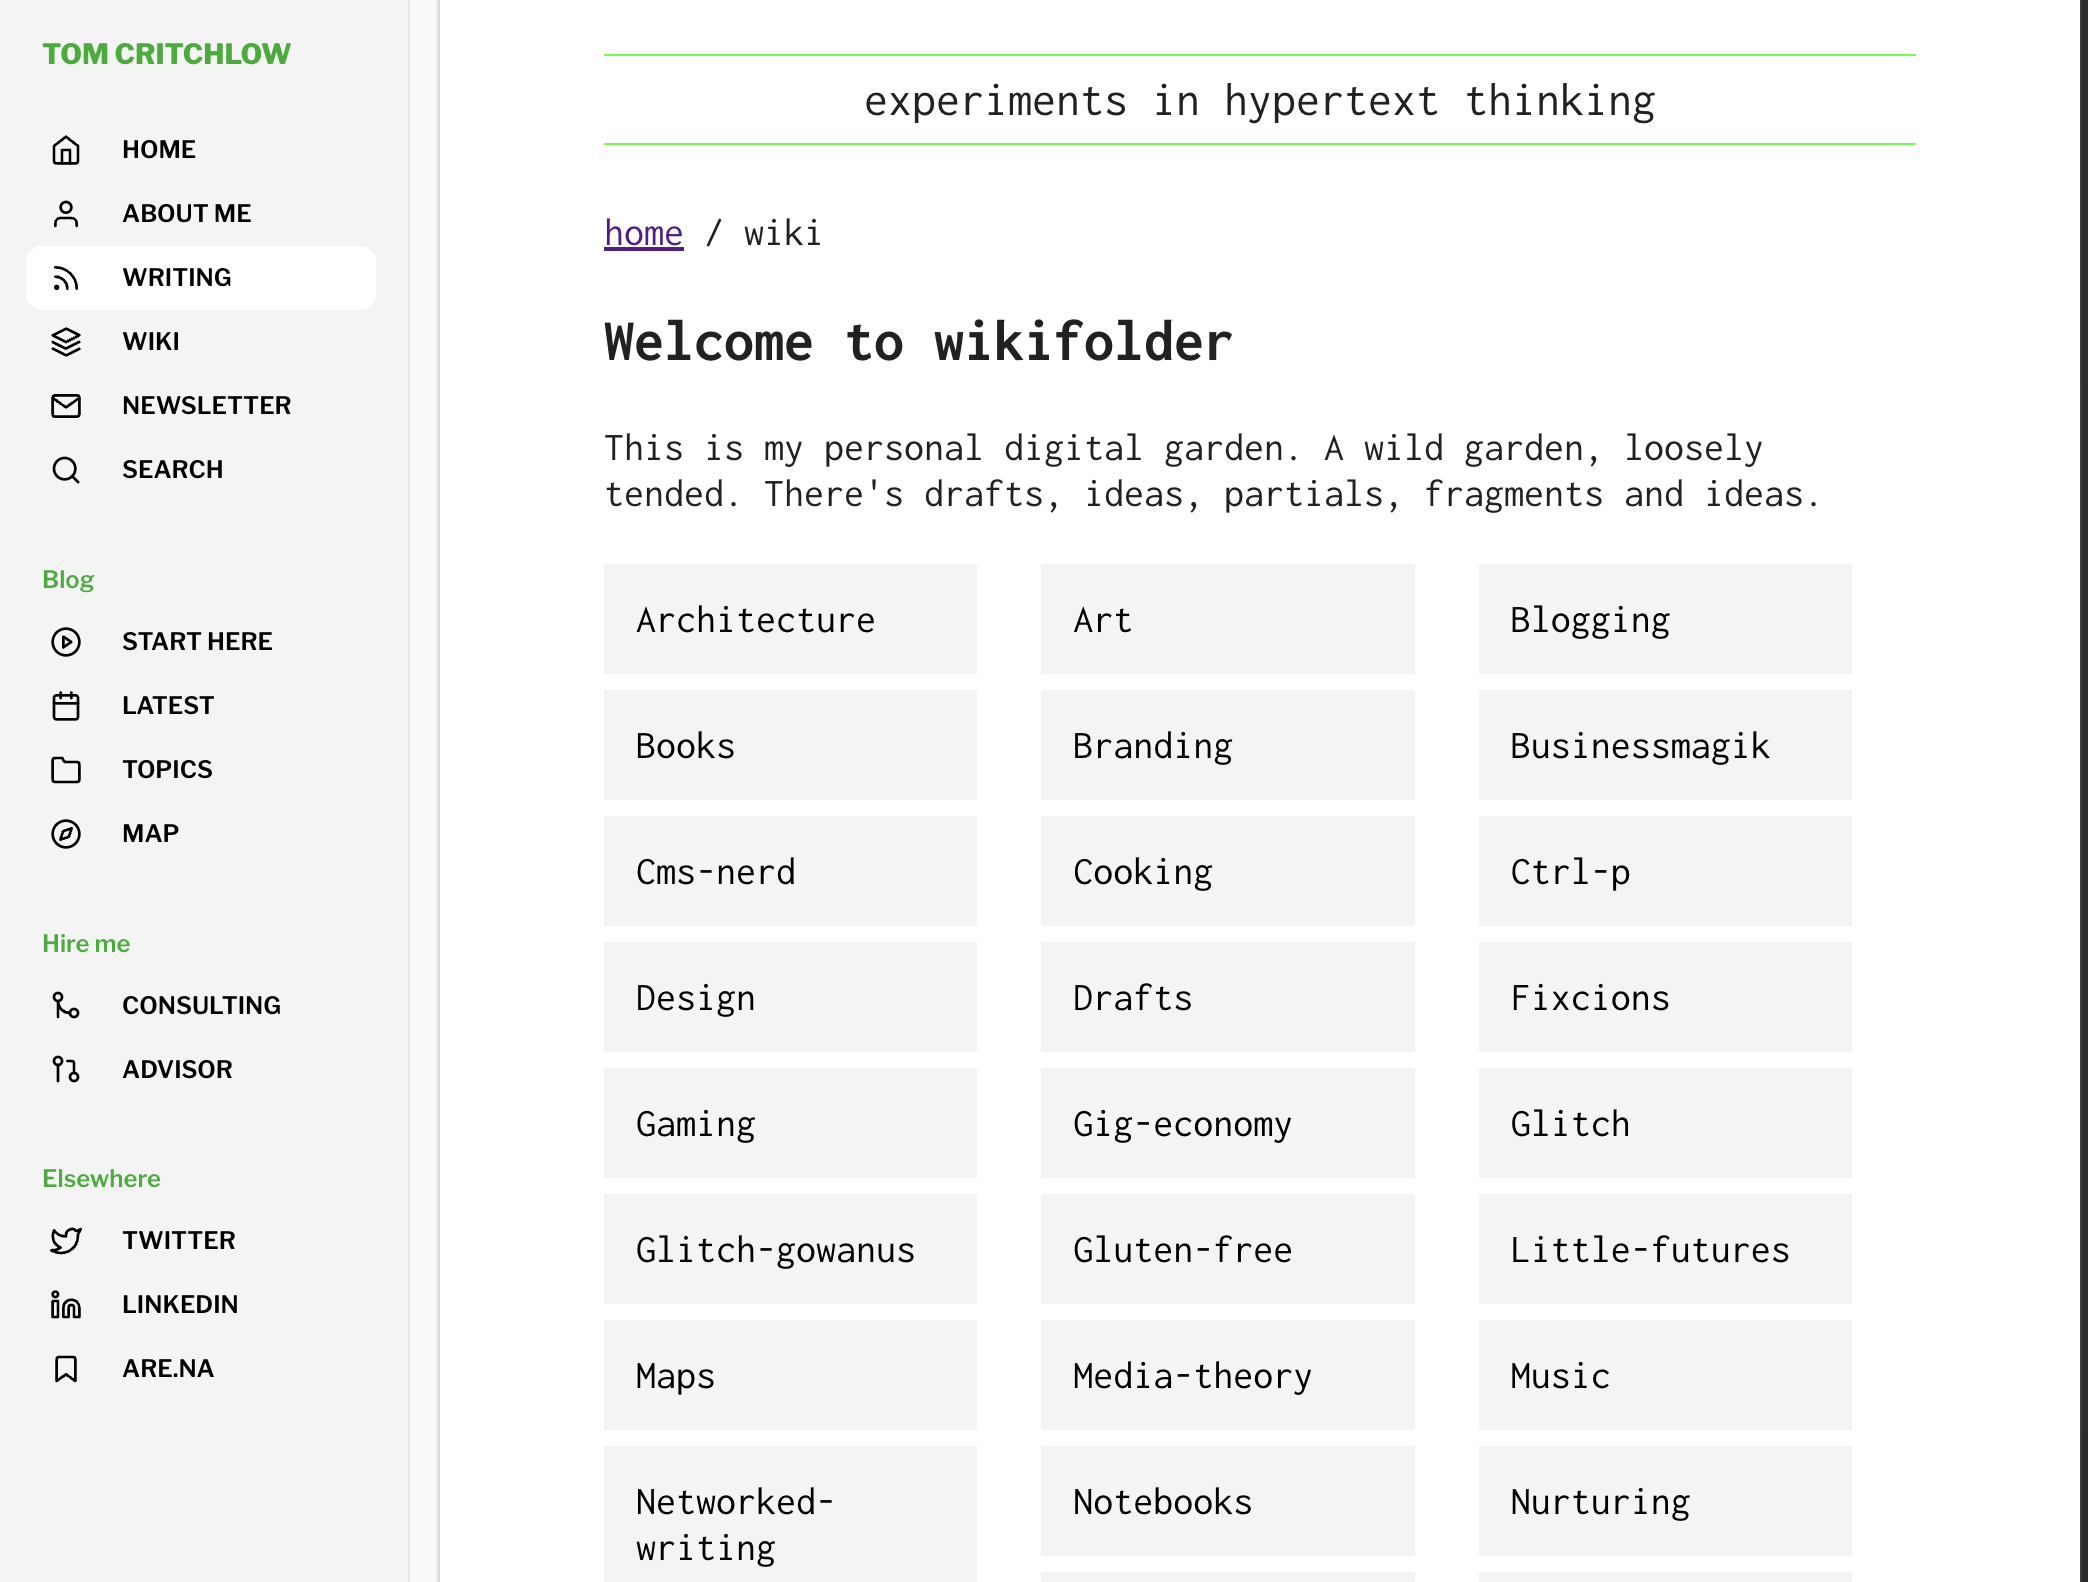 TOM CRITCHLOW
HOME
ABOUT ME
WRITING
WIKI
NEWSLETTER
SEARCH
Blog
START HERE
LATEST
TOPICS
MAP
Hire me
CONSULTING
ADVISOR
Elsewhere
TWITTER
LINKEDIN
ARE.NA
experiments in hypertext thinking
home / wiki
Welcome to wikifolder
This is my personal digital garden. A wild garden, loosely
tended. There's drafts, ideas, partials, fragments and ideas.
Architecture
Art
Blogging
Books
Branding
Businessmagik
Cms-nerd
Cooking
Ctrl-p
Design
Drafts
Fixcions
Gaming
Gig-economy
Glitch
Glitch-gowanus
Gluten-free
Little-futures
Maps
Media-theory
Music
Networked-
writing
Notebooks
Nurturing